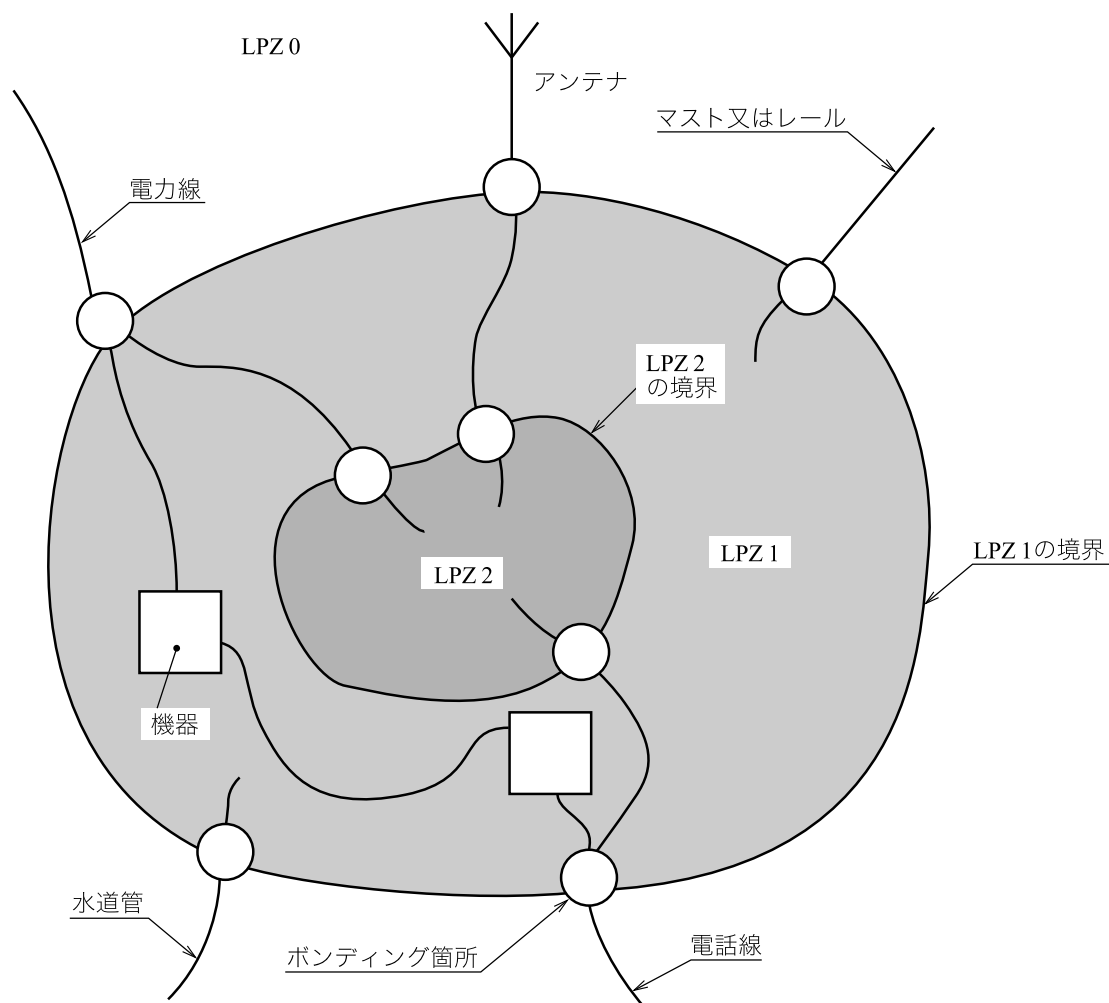 LPZ 0
アンテナ
マスト又はレール
電力線
LPZ 2
の境界
LPZ 1
LPZ 1の境界
LPZ 2
機器
水道管
ボンディング箇所
電話線